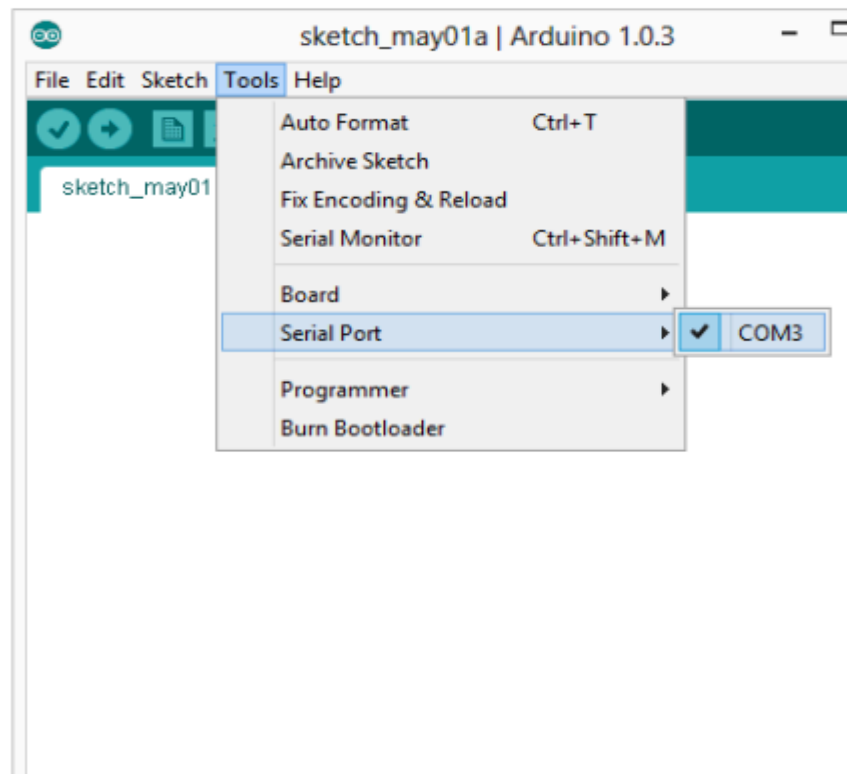 sketch_may01a | Arduino 1.0.3
File Edit Sketch Tools Help
sketch_may01
Auto Format Ctrl+T
Archive Sketch
Fix Encoding & Reload
Serial Monitor Ctrl+Shift+M
Board
Serial Port
COM3
Programmer
Burn Bootloader